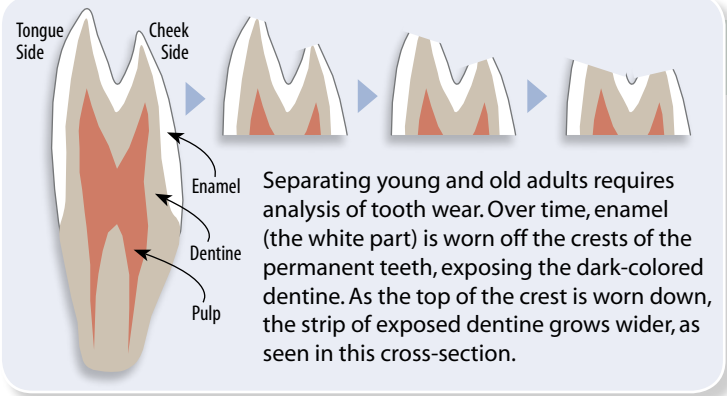 Tongue
Side
Cheek
Side
Enamel
Dentine
Pulp
Separating young and old adults requires
analysis of tooth wear. Over time, enamel
(the white part) is worn off the crests of the
permanent teeth, exposing the dark-colored
dentine. As the top of the crest is worn down,
the strip of exposed dentine grows wider, as
seen in this cross-section.